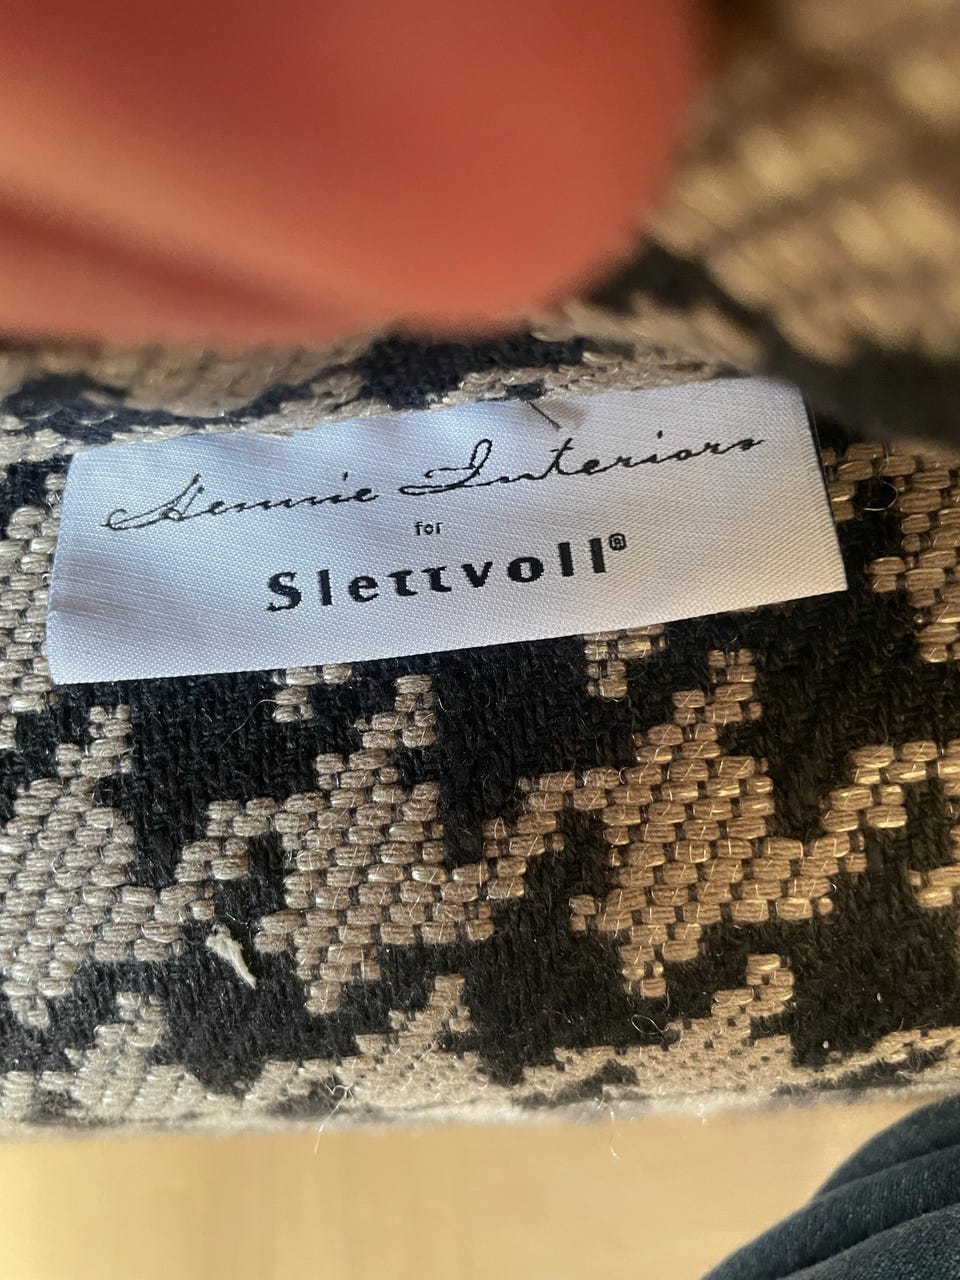 Hennie Interiors
for
Slettvoll®